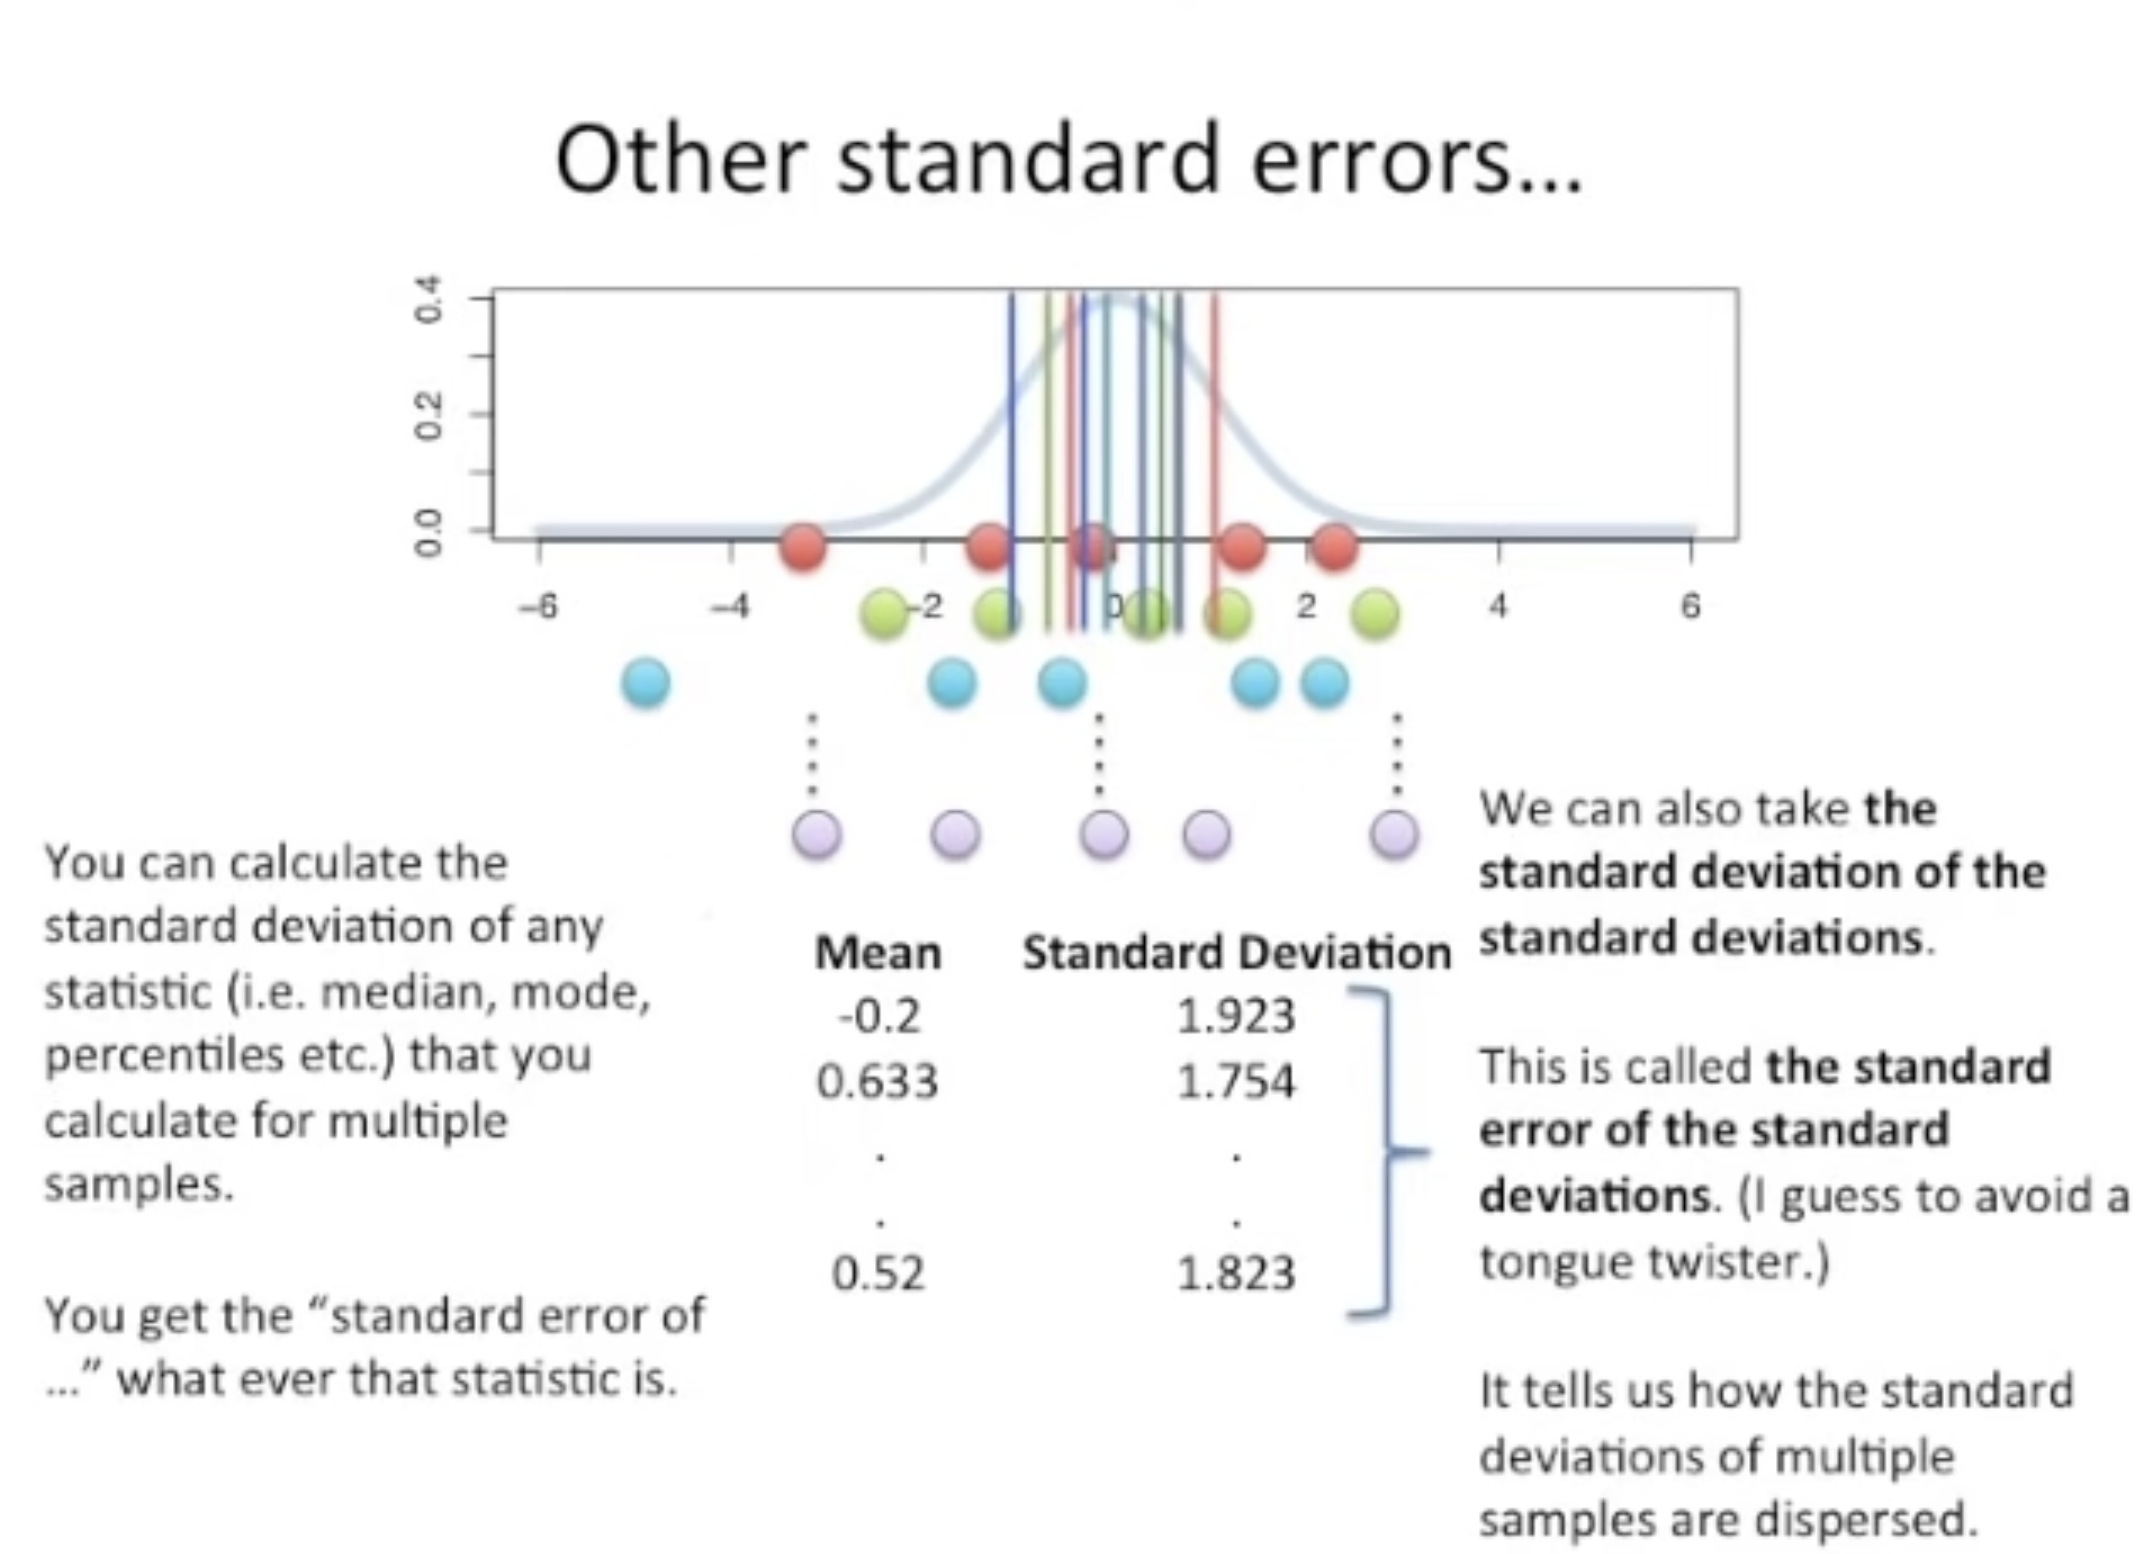 Other standard errors...
0.4
0.2
0.0
−6
−4
−2
0
2
4
6
You can calculate the
standard deviation of any
statistic (i.e. median, mode,
percentiles etc.) that you
calculate for multiple
samples.
You get the “standard error of
...” what ever that statistic is.
Mean Standard Deviation
-0.2 1.923
0.633 1.754
. .
. .
0.52 1.823
We can also take the
standard deviation of the
standard deviations.
This is called the standard
error of the standard
deviations. (I guess to avoid a
tongue twister.)
It tells us how the standard
deviations of multiple
samples are dispersed.